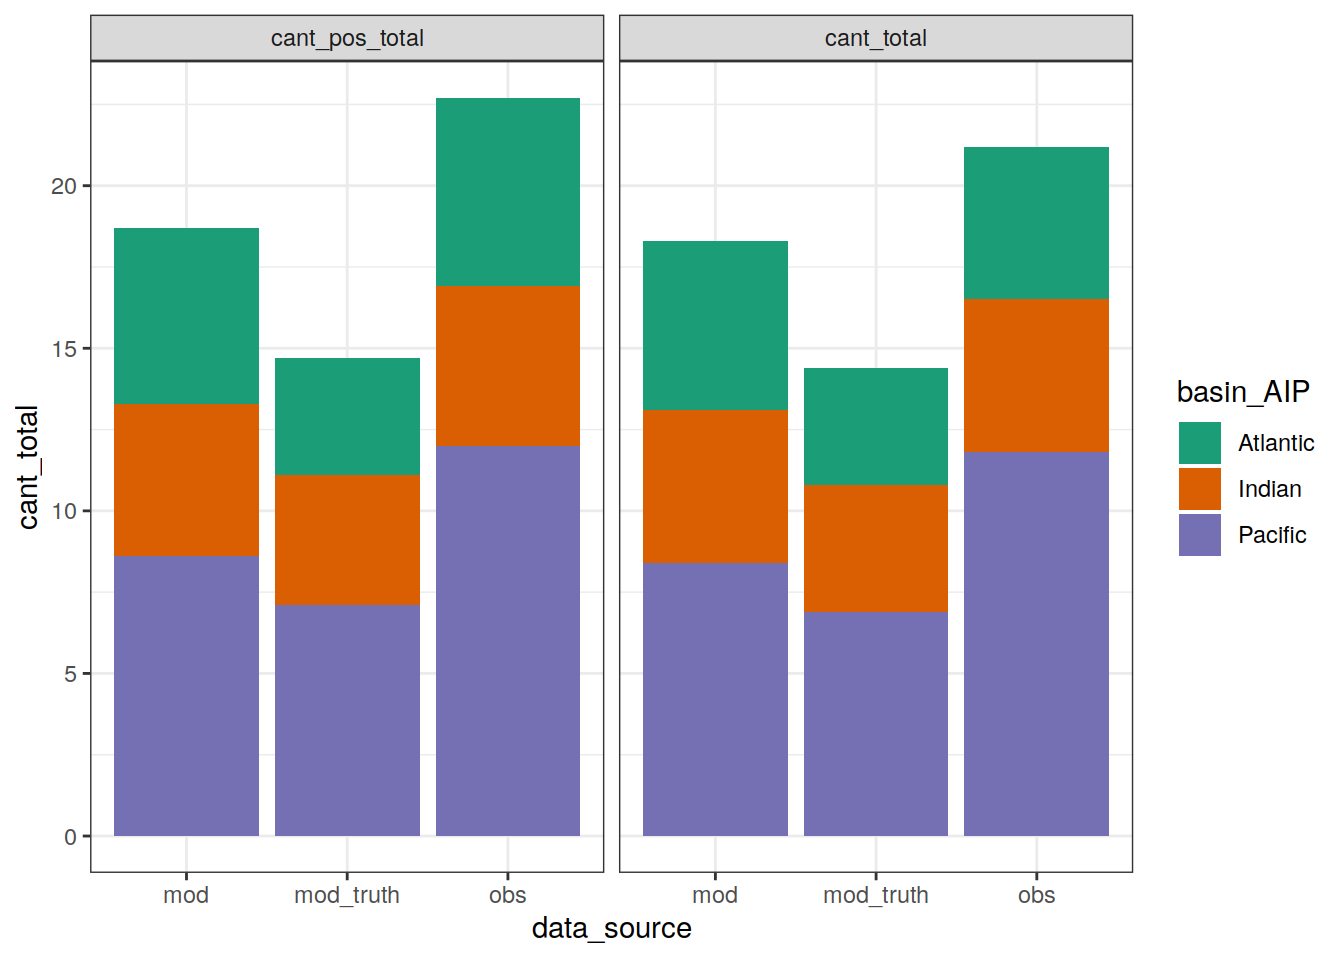 cant_pos_total
cant_total
20
15
10
5
0
cant_total
mod
mod_truth
obs
mod
mod_truth
obs
data_source
basin_AIP
Atlantic
Indian
Pacific